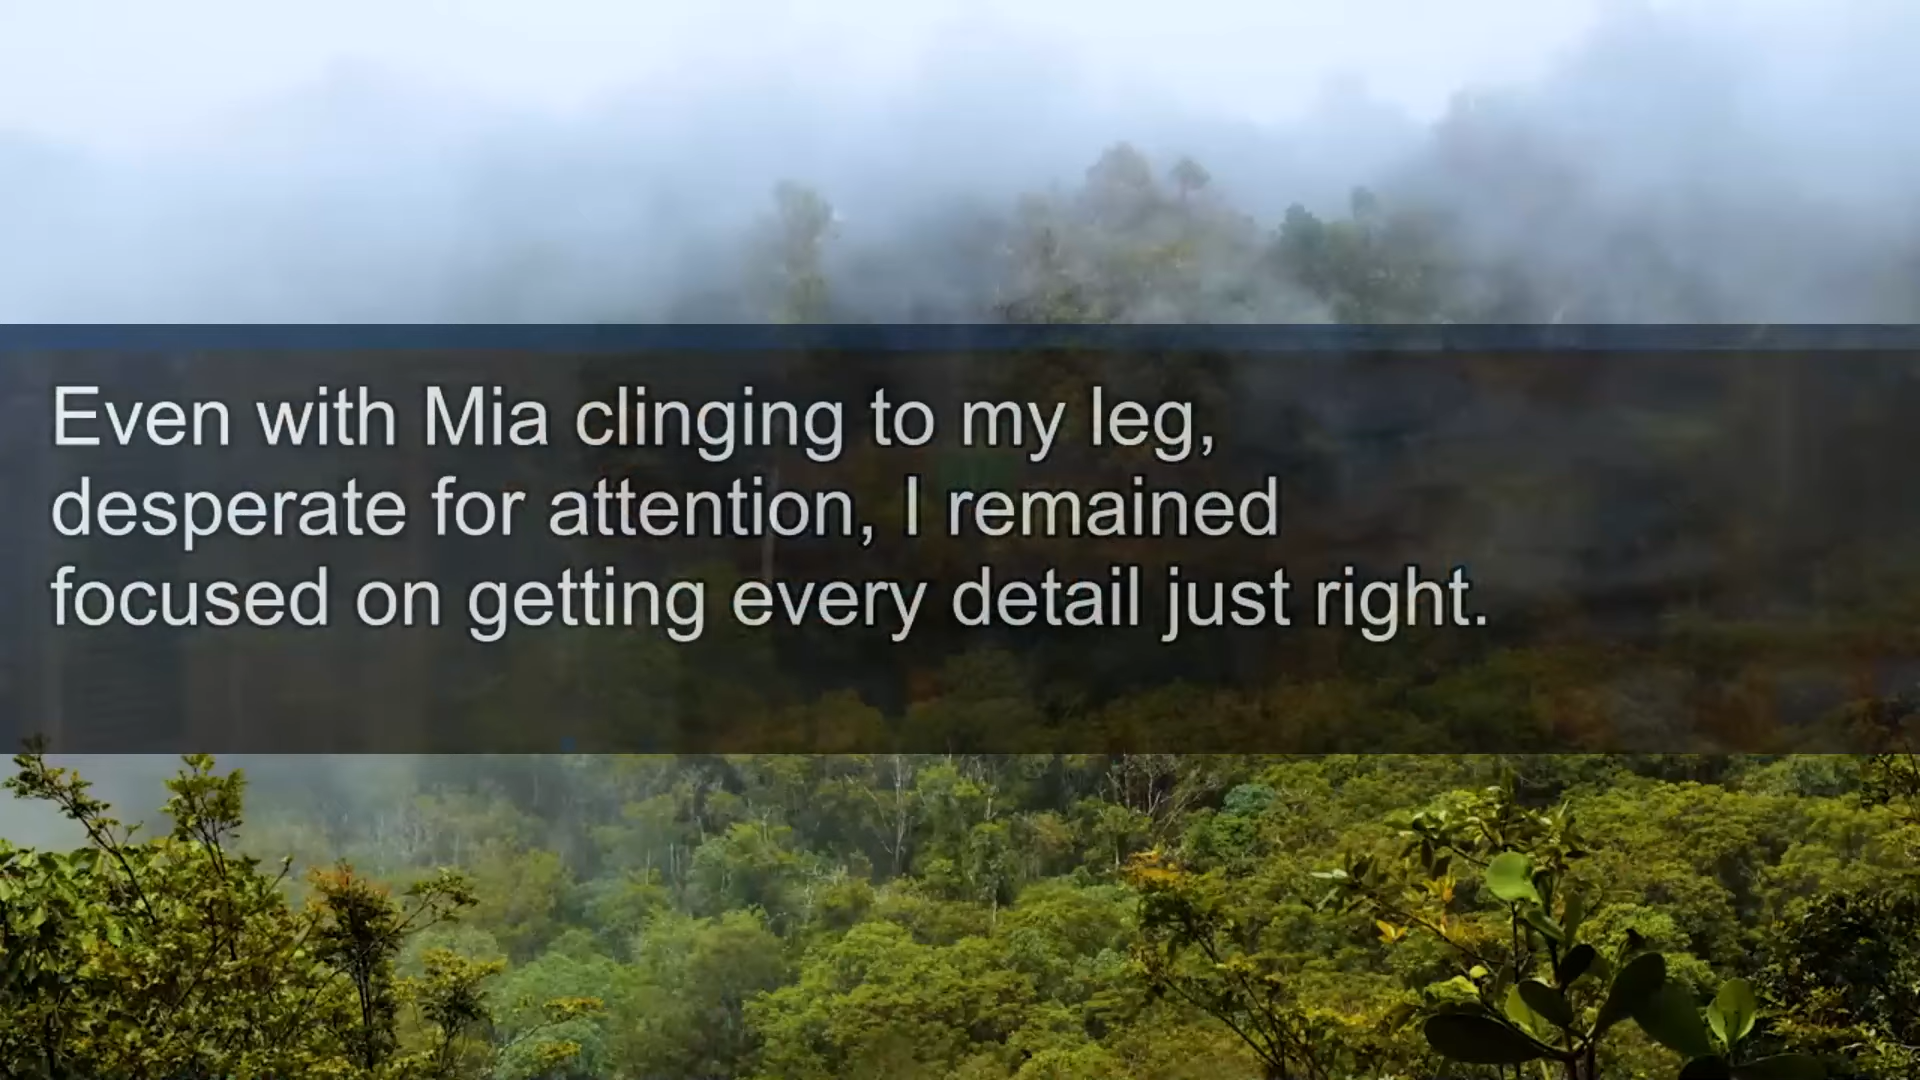 Even with Mia clinging to my leg,
desperate for attention, I remained
focused on getting every detail just right.